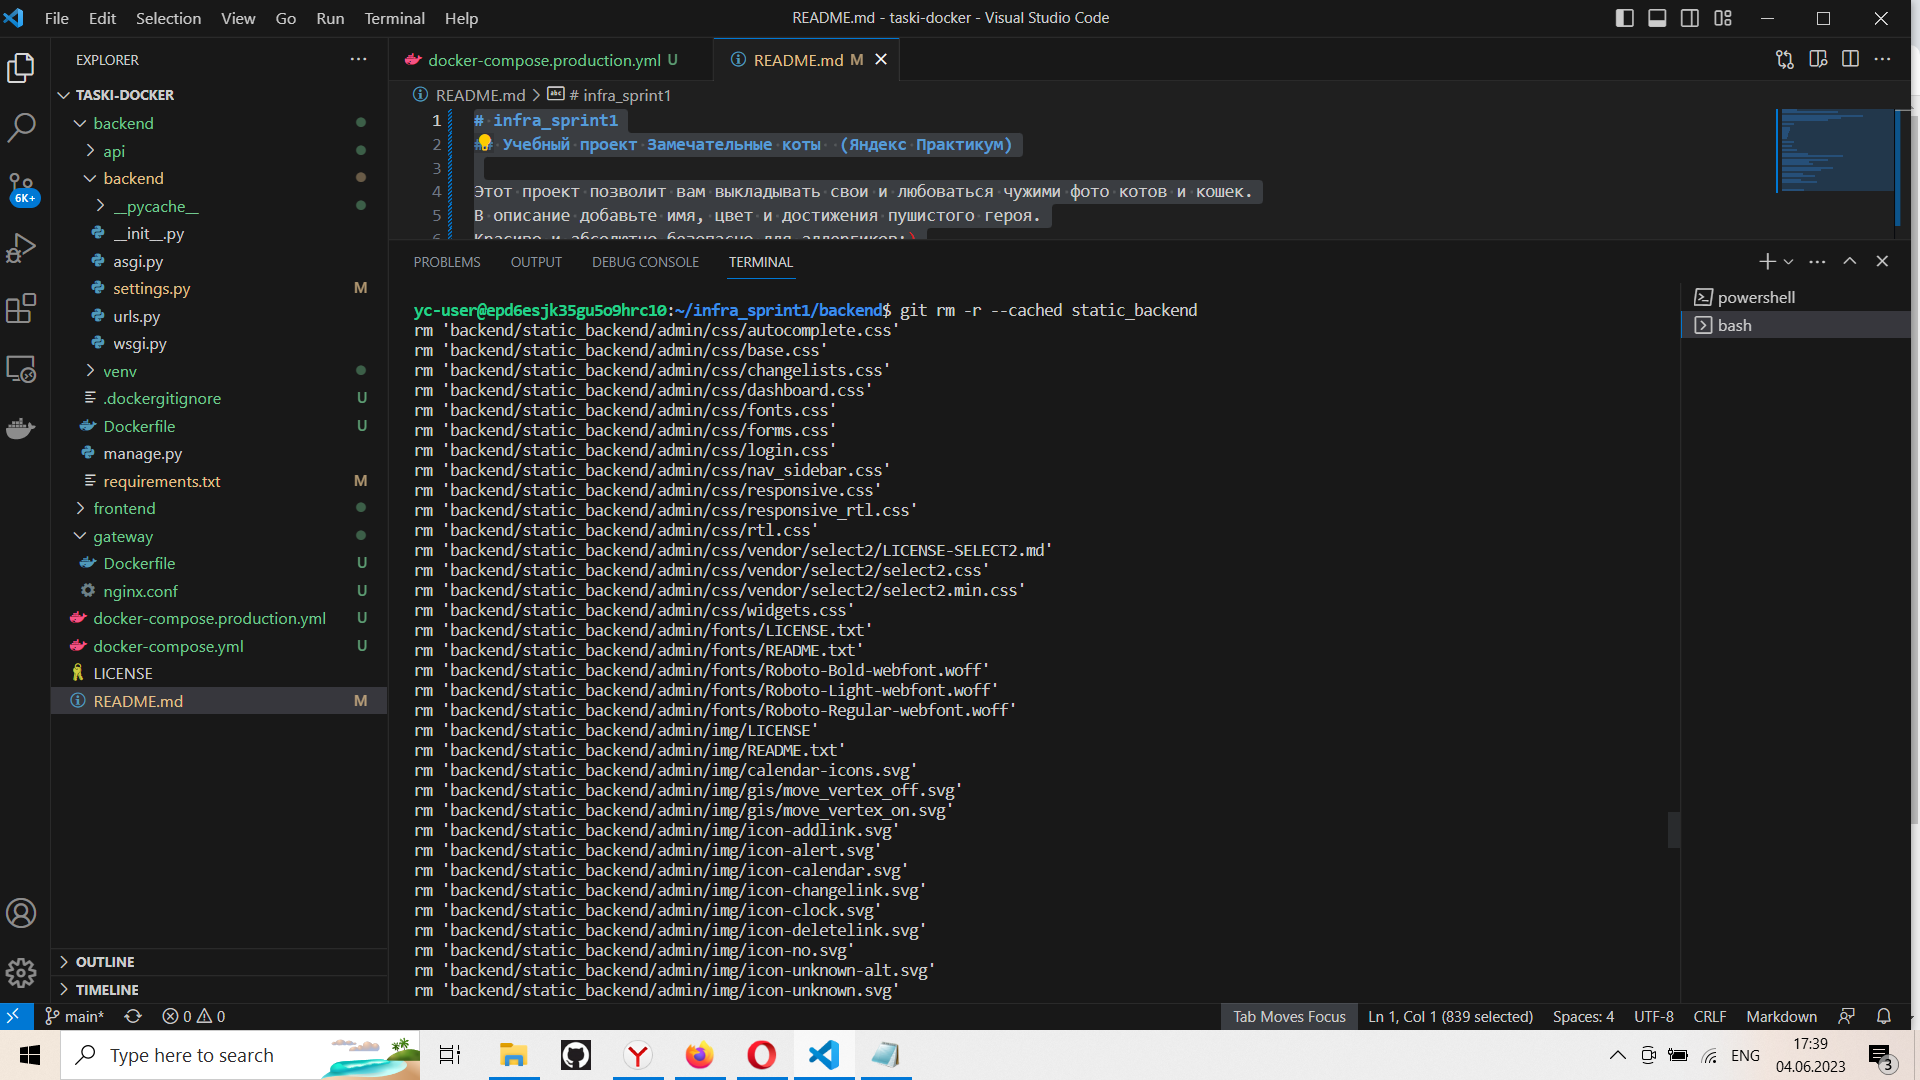 File Edit Selection View Go Run Terminal Help
README.md - taski-docker - Visual Studio Code
EXPLORER
TASKI-DOCKER
backend
api
backend
__pycache__
__init__.py
asgi.py
settings.py M
urls.py
wsgi.py
venv
.dockergitignore U
Dockerfile U
manage.py
requirements.txt M
frontend
gateway
Dockerfile U
nginx.conf U
docker-compose.production.yml U
docker-compose.yml U
LICENSE
README.md M
OUTLINE
TIMELINE
6K+
docker-compose.production.yml U
README.md M
README.md > # infra_sprint1
1 # infra_sprint1
2 ## Учебный проект Замечательные коты (Яндекс Практикум)
3
4 Этот проект позволит вам выкладывать свои и любоваться чужими фото котов и кошек.
5 В описание добавьте имя, цвет и достижения пушистого героя.
6 Красиво и абсолютно безопасно для аллергиков:)
PROBLEMS OUTPUT DEBUG CONSOLE TERMINAL
yc-user@epd6esjk35gu5o9hrc10:~/infra_sprint1/backend$ git rm -r --cached static_backend
rm 'backend/static_backend/admin/css/autocomplete.css'
rm 'backend/static_backend/admin/css/base.css'
rm 'backend/static_backend/admin/css/changelists.css'
rm 'backend/static_backend/admin/css/dashboard.css'
rm 'backend/static_backend/admin/css/fonts.css'
rm 'backend/static_backend/admin/css/forms.css'
rm 'backend/static_backend/admin/css/login.css'
rm 'backend/static_backend/admin/css/nav_sidebar.css'
rm 'backend/static_backend/admin/css/responsive.css'
rm 'backend/static_backend/admin/css/responsive_rtl.css'
rm 'backend/static_backend/admin/css/rtl.css'
rm 'backend/static_backend/admin/css/vendor/select2/LICENSE-SELECT2.md'
rm 'backend/static_backend/admin/css/vendor/select2/select2.css'
rm 'backend/static_backend/admin/css/vendor/select2/select2.min.css'
rm 'backend/static_backend/admin/css/widgets.css'
rm 'backend/static_backend/admin/fonts/LICENSE.txt'
rm 'backend/static_backend/admin/fonts/README.txt'
rm 'backend/static_backend/admin/fonts/Roboto-Bold-webfont.woff'
rm 'backend/static_backend/admin/fonts/Roboto-Light-webfont.woff'
rm 'backend/static_backend/admin/fonts/Roboto-Regular-webfont.woff'
rm 'backend/static_backend/admin/img/LICENSE'
rm 'backend/static_backend/admin/img/README.txt'
rm 'backend/static_backend/admin/img/calendar-icons.svg'
rm 'backend/static_backend/admin/img/gis/move_vertex_off.svg'
rm 'backend/static_backend/admin/img/gis/move_vertex_on.svg'
rm 'backend/static_backend/admin/img/icon-addlink.svg'
rm 'backend/static_backend/admin/img/icon-alert.svg'
rm 'backend/static_backend/admin/img/icon-calendar.svg'
rm 'backend/static_backend/admin/img/icon-changelink.svg'
rm 'backend/static_backend/admin/img/icon-clock.svg'
rm 'backend/static_backend/admin/img/icon-deletelink.svg'
rm 'backend/static_backend/admin/img/icon-no.svg'
rm 'backend/static_backend/admin/img/icon-unknown-alt.svg'
rm 'backend/static_backend/admin/img/icon-unknown.svg'
powershell
bash
main* 0 0 Tab Moves Focus Ln 1, Col 1 (839 selected) Spaces: 4 UTF-8 CRLF Markdown
Type here to search
ENG
17:39
04.06.2023
3